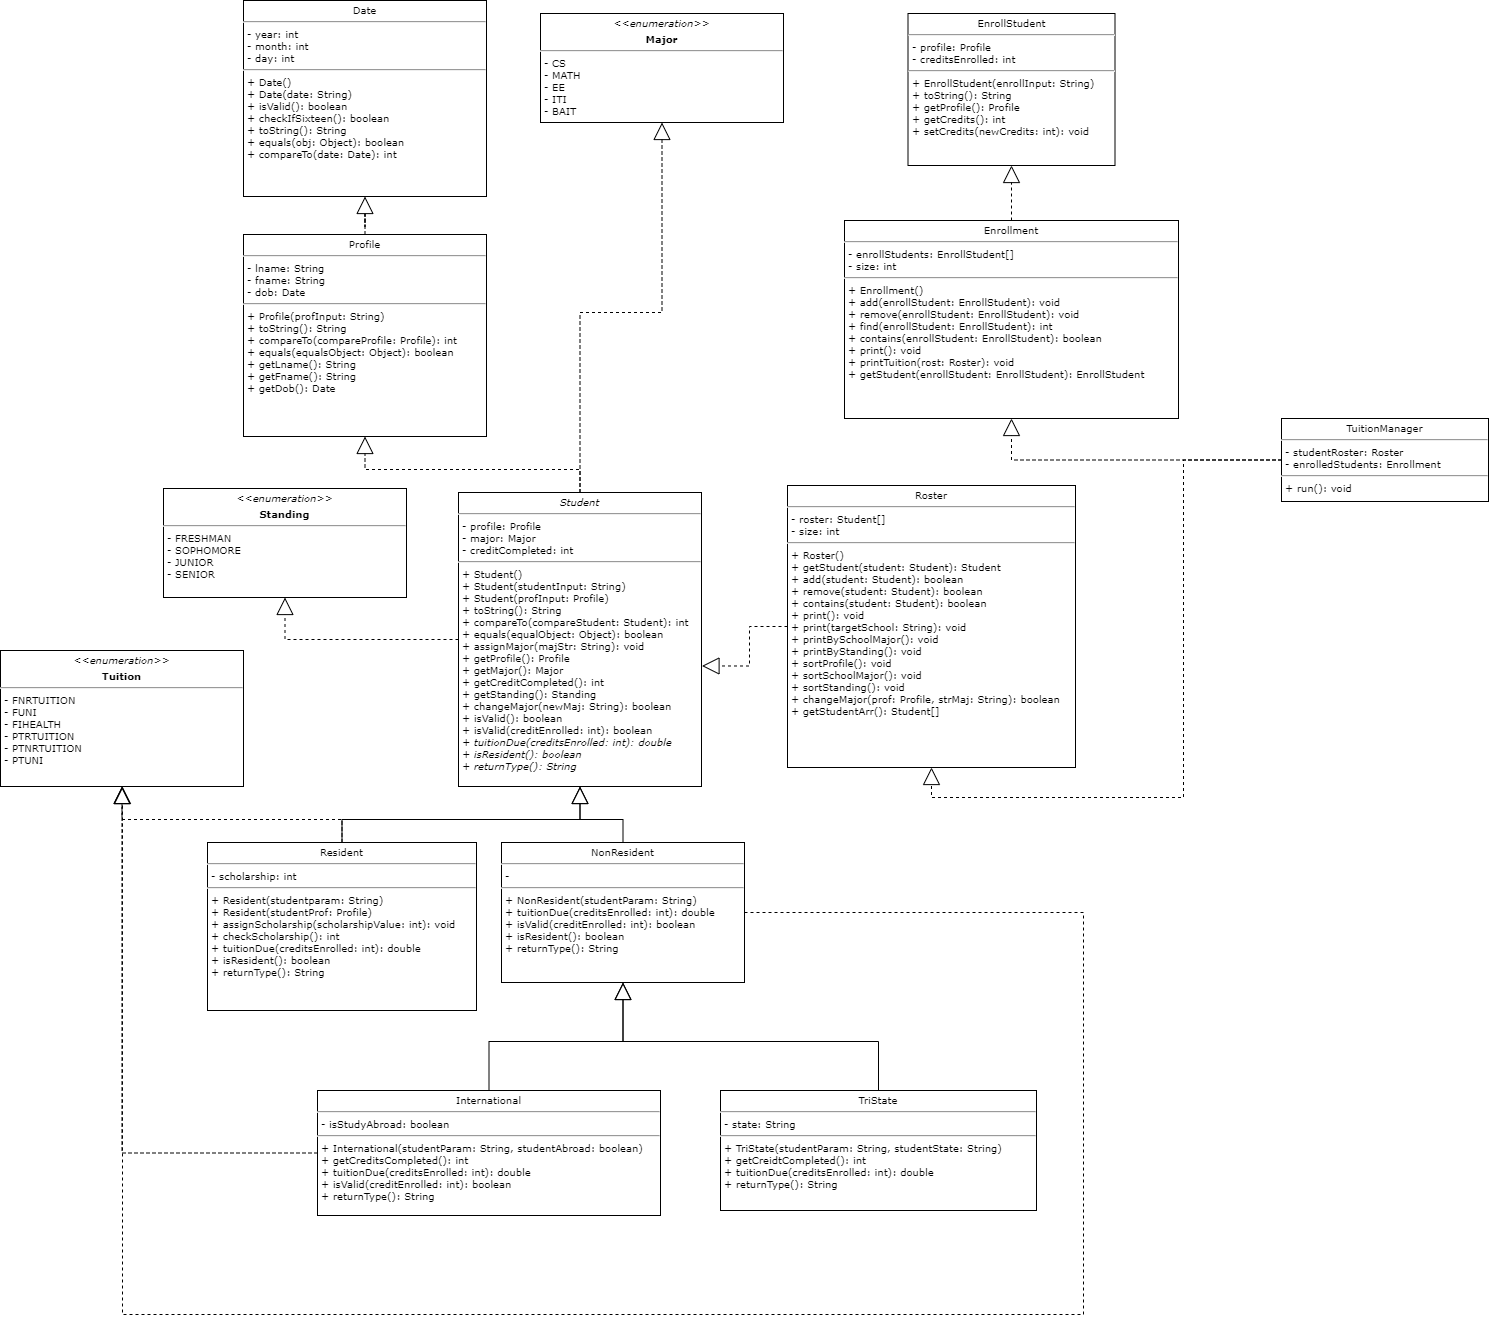 Date
- year: int
- month: int
- day: int
+ Date()
+ Date(date: String)
+ isValid(): boolean
+ checkIfSixteen(): boolean
+ toString(): String
+ equals(obj: Object): boolean
+ compareTo(date: Date): int
<<enumeration>>
Major
- CS
- MATH
- EE
- ITI
- BAIT
EnrollStudent
- profile: Profile
- creditsEnrolled: int
+ EnrollStudent(enrollInput: String)
+ toString(): String
+ getProfile(): Profile
+ getCredits(): int
+ setCredits(newCredits: int): void
Profile
- lname: String
- fname: String
- dob: Date
+ Profile(profInput: String)
+ toString(): String
+ compareTo(compareProfile: Profile): int
+ equals(equalsObject: Object): boolean
+ getLname(): String
+ getFname(): String
+ getDob(): Date
Enrollment
- enrollStudents: EnrollStudent[]
- size: int
+ Enrollment()
+ add(enrollStudent: EnrollStudent): void
+ remove(enrollStudent: EnrollStudent): void
+ find(enrollStudent: EnrollStudent): int
+ contains(enrollStudent: EnrollStudent): boolean
+ print(): void
+ printTuition(rost: Roster): void
+ getStudent(enrollStudent: EnrollStudent): EnrollStudent
TuitionManager
- studentRoster: Roster
- enrolledStudents: Enrollment
+ run(): void
<<enumeration>>
Standing
- FRESHMAN
- SOPHOMORE
- JUNIOR
- SENIOR
Student
- profile: Profile
- major: Major
- creditCompleted: int
+ Student()
+ Student(studentInput: String)
+ Student(profInput: Profile)
+ toString(): String
+ compareTo(compareStudent: Student): int
+ equals(equalObject: Object): boolean
+ assignMajor(majStr: String): void
+ getProfile(): Profile
+ getMajor(): Major
+ getCreditCompleted(): int
+ getStanding(): Standing
+ changeMajor(newMaj: String): boolean
+ isValid(): boolean
+ isValid(creditEnrolled: int): boolean
+ tuitionDue(creditsEnrolled: int): double
+ isResident(): boolean
+ returnType(): String
Roster
- roster: Student[]
- size: int
+ Roster()
+ getStudent(student: Student): Student
+ add(student: Student): boolean
+ remove(student: Student): boolean
+ contains(student: Student): boolean
+ print(): void
+ print(targetSchool: String): void
+ printBySchoolMajor(): void
+ printByStanding(): void
+ sortProfile(): void
+ sortSchoolMajor(): void
+ sortStanding(): void
+ changeMajor(prof: Profile, strMaj: String): boolean
+ getStudentArr(): Student[]
<<enumeration>>
Tuition
- FNRTUITION
- FUNI
- FIHEALTH
- PTRTUITION
- PTNRTUITION
- PTUNI
Resident
- scholarship: int
+ Resident(studentparam: String)
+ Resident(studentProf: Profile)
+ assignScholarship(scholarshipValue: int): void
+ checkScholarship(): int
+ tuitionDue(creditsEnrolled: int): double
+ isResident(): boolean
+ returnType(): String
NonResident
-
+ NonResident(studentParam: String)
+ tuitionDue(creditsEnrolled: int): double
+ isValid(creditEnrolled: int): boolean
+ isResident(): boolean
+ returnType(): String
International
- isStudyAbroad: boolean
+ International(studentParam: String, studentAbroad: boolean)
+ getCreditsCompleted(): int
+ tuitionDue(creditsEnrolled: int): double
+ isValid(creditEnrolled: int): boolean
+ returnType(): String
TriState
- state: String
+ TriState(studentParam: String, studentState: String)
+ getCreidtCompleted(): int
+ tuitionDue(creditsEnrolled: int): double
+ returnType(): String